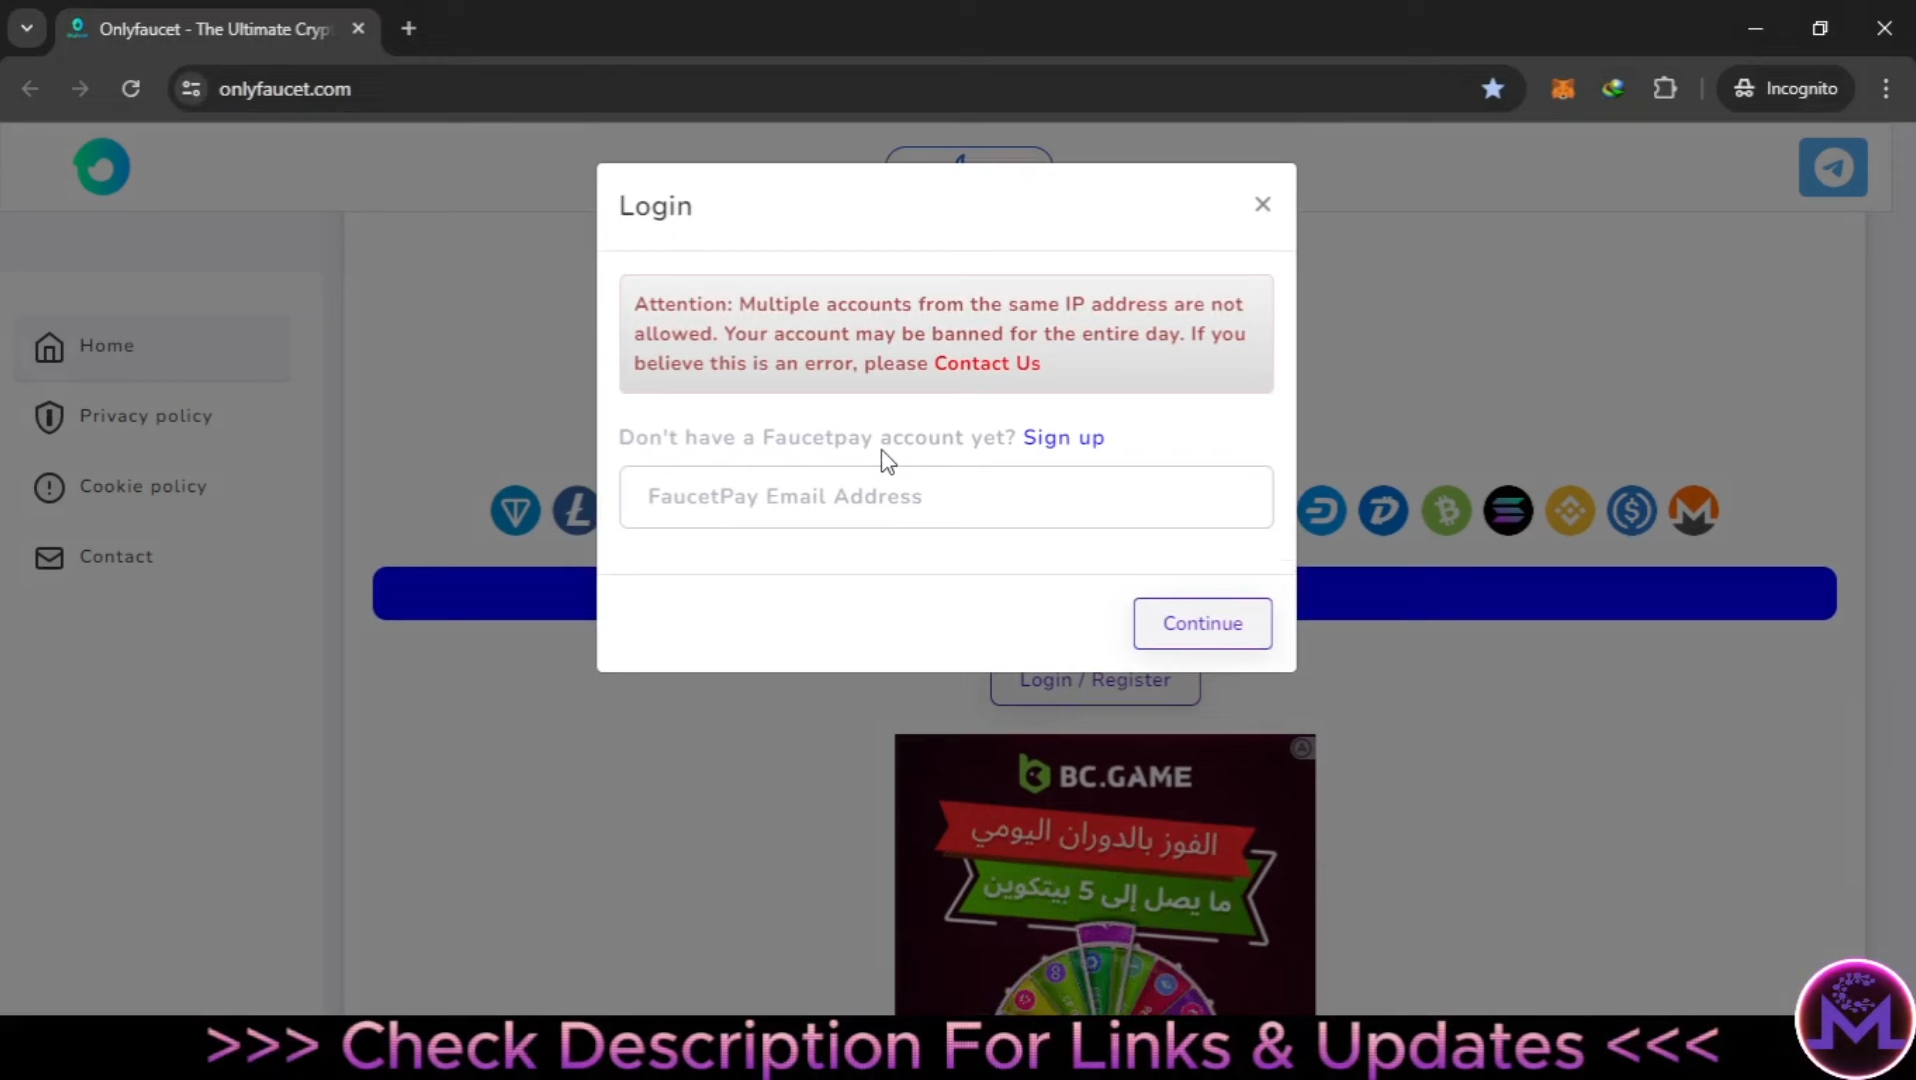 Onlyfaucet - The Ultimate Cryp
onlyfaucet.com
Incognito
Login
Attention: Multiple accounts from the same IP address are not
allowed. Your account may be banned for the entire day. If you
believe this is an error, please Contact Us
Home
Privacy policy
Don't have a Faucetpay account yet? Sign up
Cookie policy
FaucetPay Email Address
Contact
Continue
Login / Register
BC.GAME
الفوز بالدوران اليومي
ما يصل إلى 5 بيتكوين
>>> Check Description For Links & Updates <<<